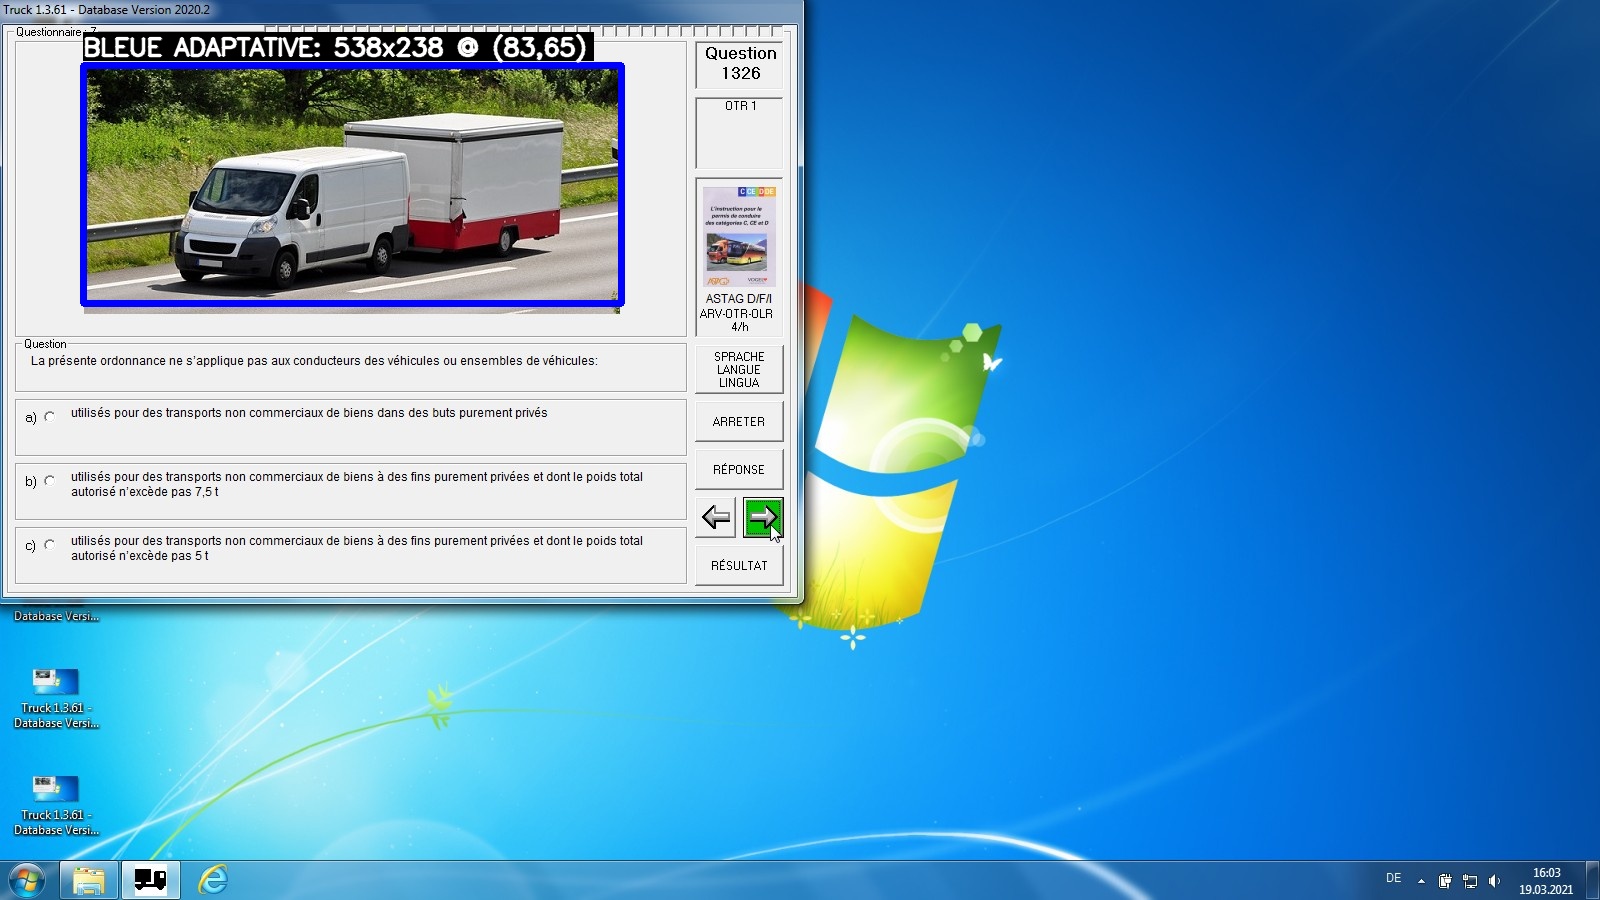 Truck 1.3.61 - Database Version 2020.2
Questionnaire : 7
BLEUE ADAPTATIVE: 538x238 @ (83,65)
Question
1326
OTR 1
C CE D DE
L'instruction pour le
permis de conduire
des catégories C, CE et D
ASTAG D/F/I
ARV-OTR-OLR
4/h
Question
La présente ordonnance ne s'applique pas aux conducteurs des véhicules ou ensembles de véhicules:
SPRACHE
LANGUE
LINGUA
a) utilisés pour des transports non commerciaux de biens dans des buts purement privés
ARRETER
b) utilisés pour des transports non commerciaux de biens à des fins purement privées et dont le poids total
autorisé n'excède pas 7,5 t
RÉPONSE
c) utilisés pour des transports non commerciaux de biens à des fins purement privées et dont le poids total
autorisé n'excède pas 5 t
RÉSULTAT
Database Versi...
Truck 1.3.61 -
Database Versi...
Truck 1.3.61 -
Database Versi...
DE
16:03
19.03.2021